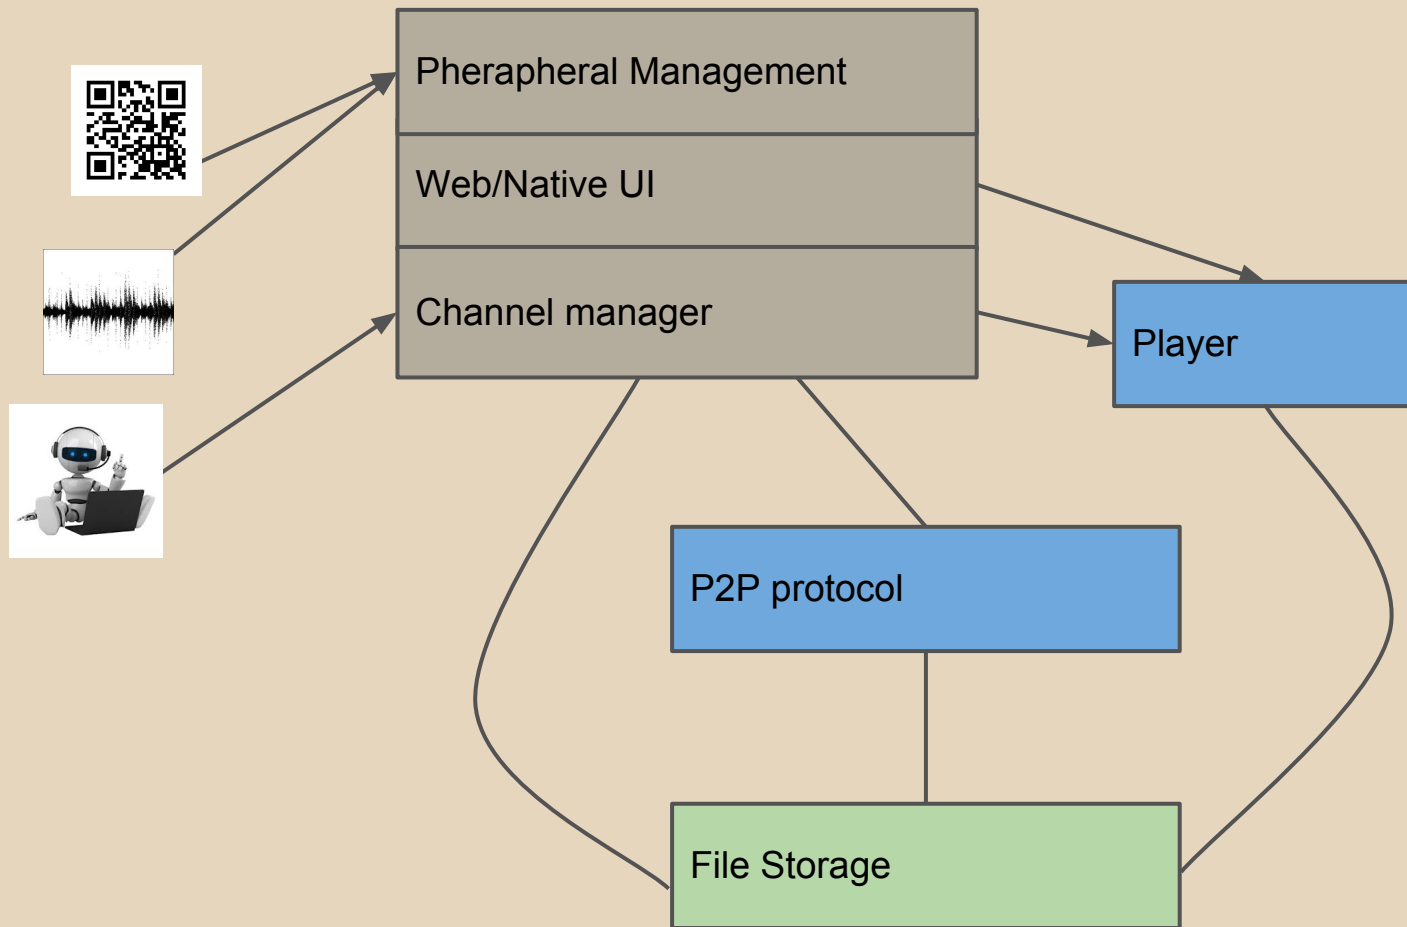 Pherapheral Management
Web/Native UI
Channel manager
Player
P2P protocol
File Storage